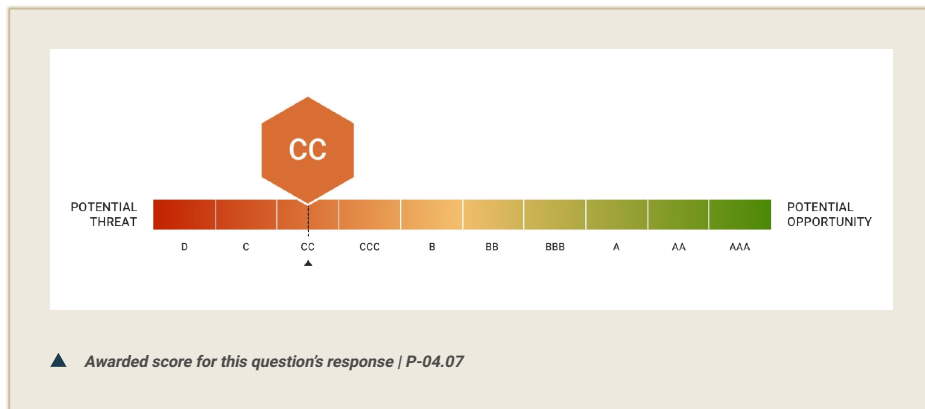 CC
POTENTIAL
THREAT
POTENTIAL
OPPORTUNITY
D C CC CCC B BB BBB A AA AAA
Awarded score for this question's response | P-04.07